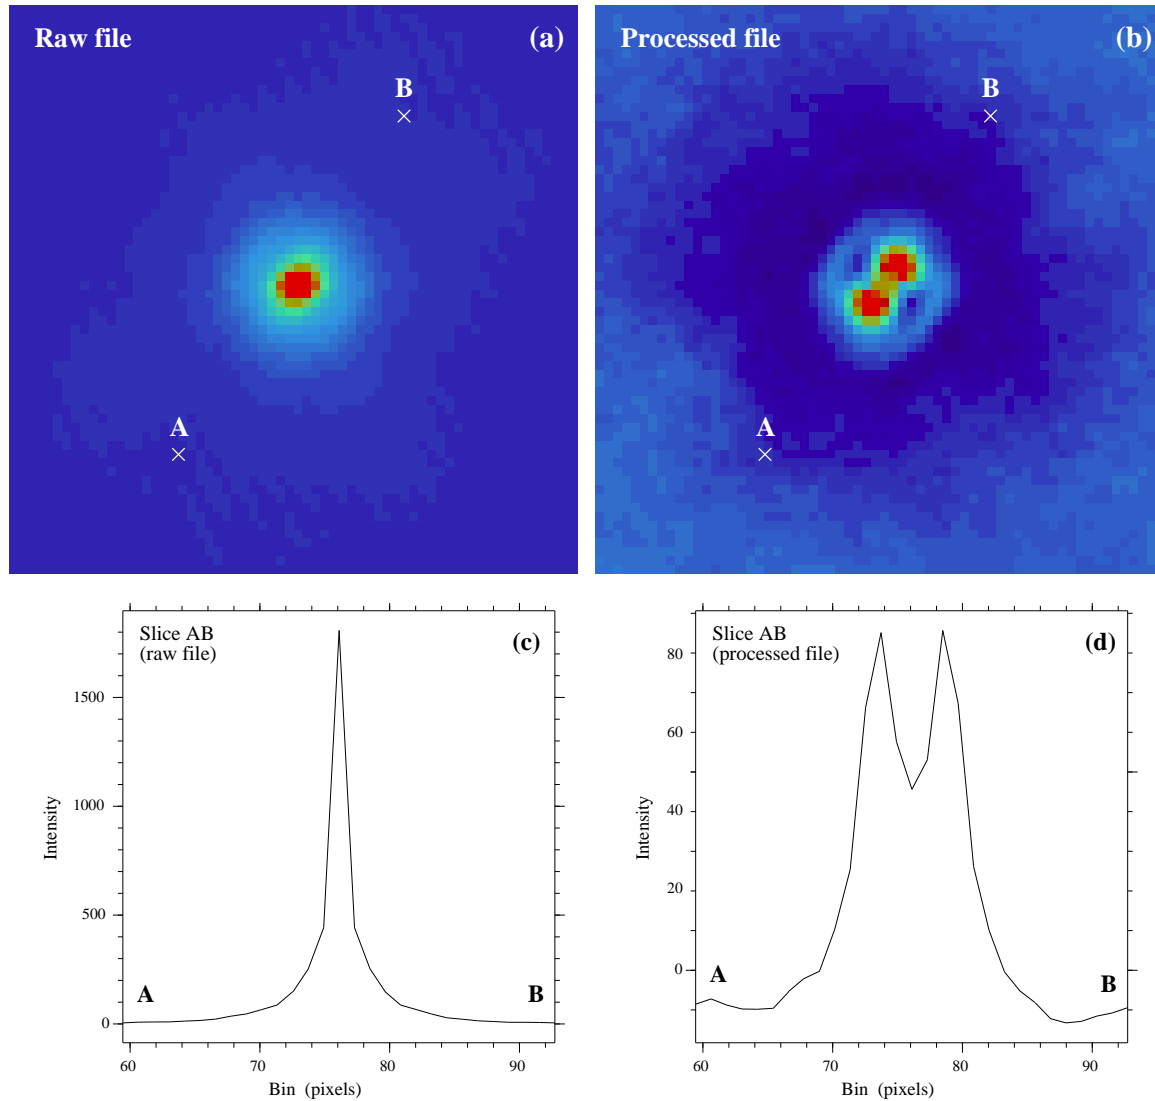 Raw file
(a)
B
A
Processed file
(b)
B
A
Slice AB
(raw file)
(c)
1500
1000
500
0
Intensity
A
B
60
70
80
90
Bin (pixels)
Slice AB
(processed file)
(d)
80
60
40
20
0
Intensity
A
B
60
70
80
90
Bin (pixels)